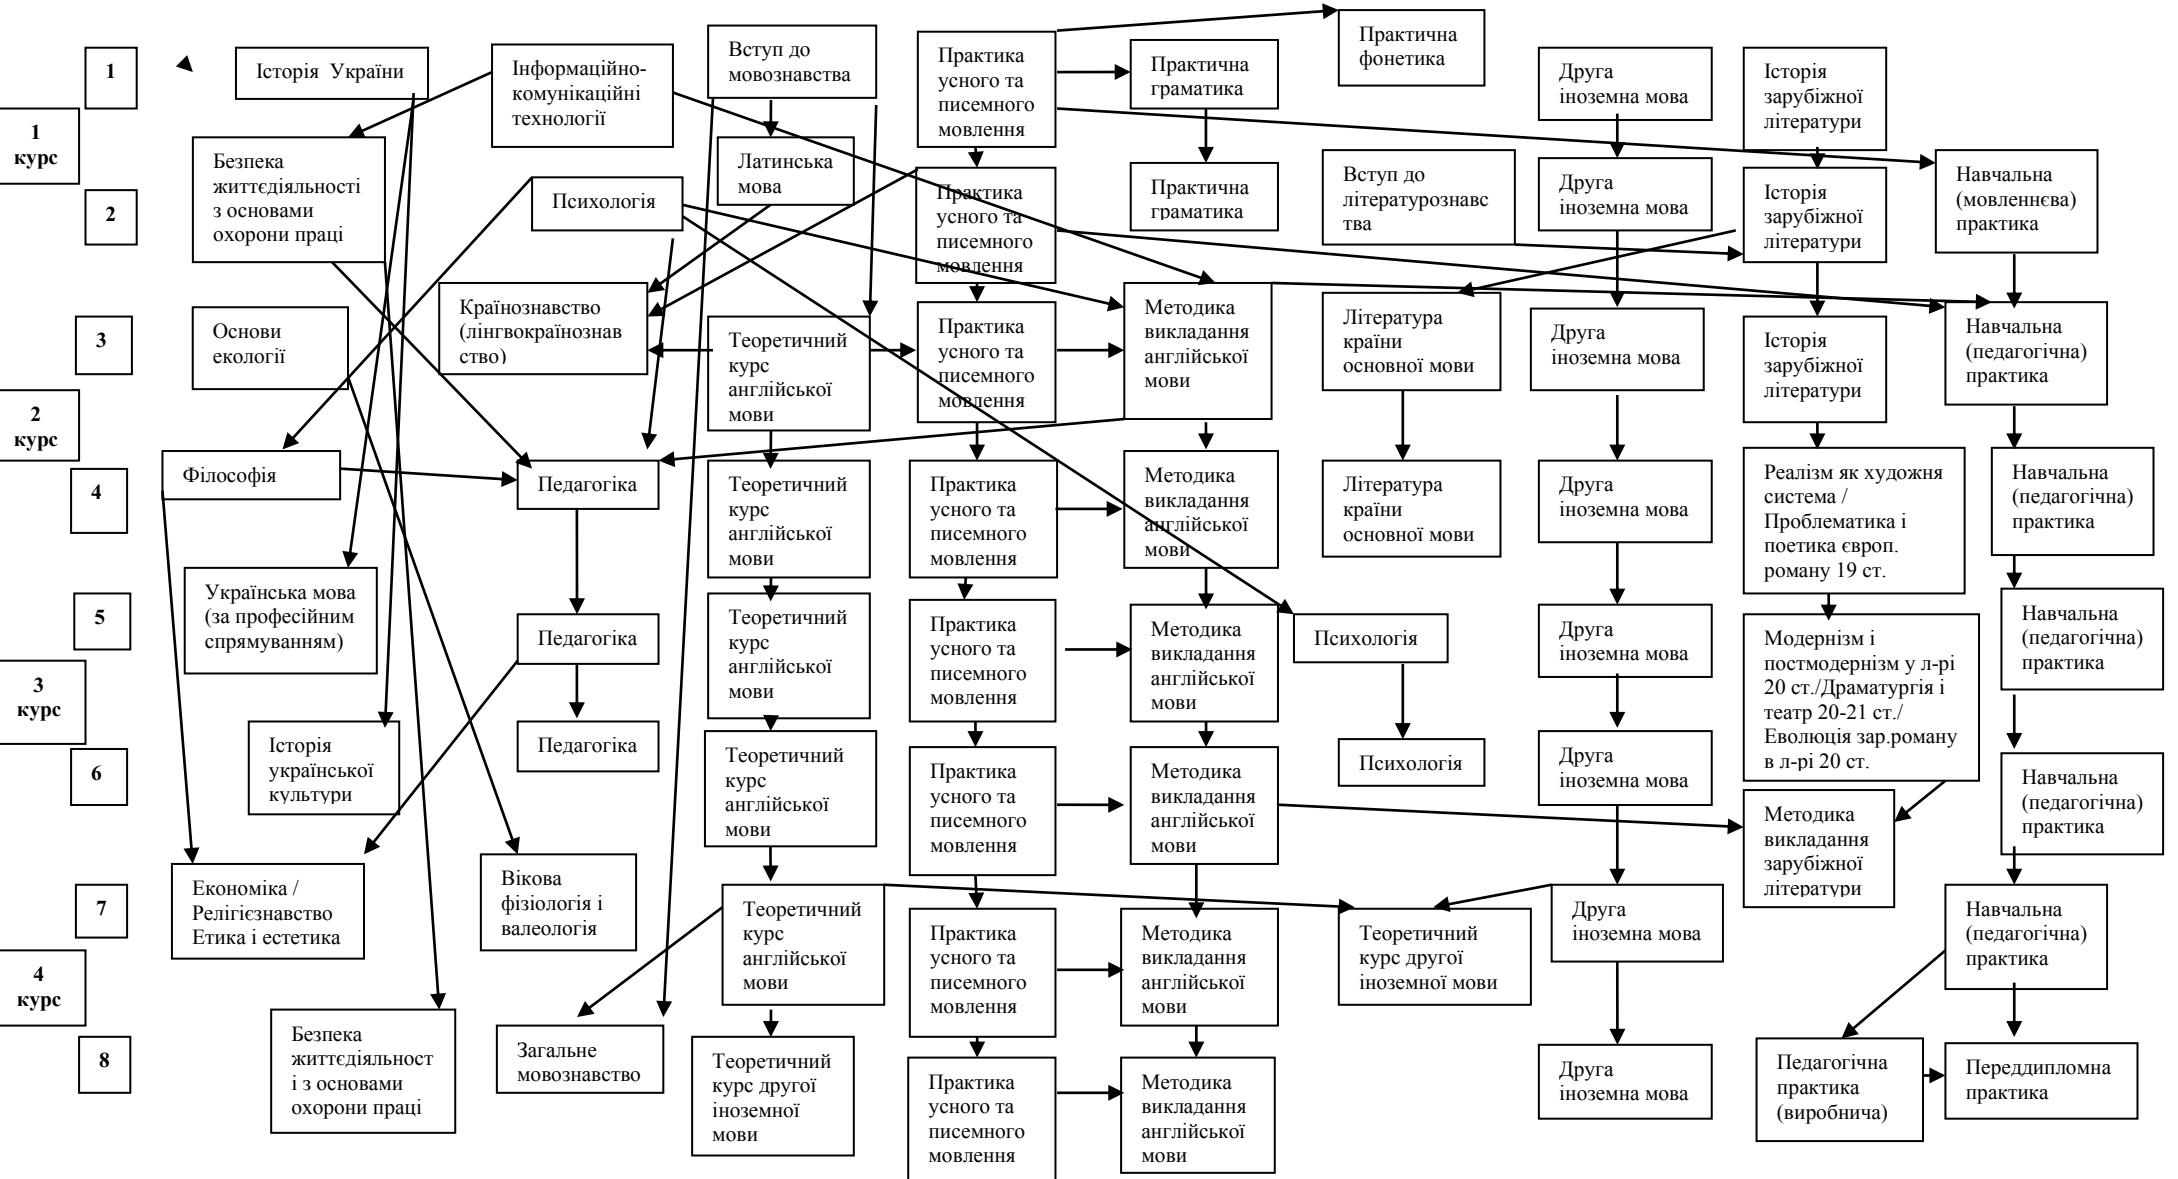 1
Історія  України
Інформаційно-
комунікаційні
технології
Вступ до
мовознавства
Практика
усного та
писемного
мовлення
Практична
граматика
Практична
фонетика
Друга
іноземна мова
Історія
зарубіжної
літератури
1
курс
2
Безпека
життєдіяльності
з основами
охорони праці
Психологія
Латинська
мова
Практика
усного та
писемного
мовлення
Практична
граматика
Вступ до
літературознавс
тва
Друга
іноземна мова
Історія
зарубіжної
літератури
Навчальна
(мовленнєва)
практика
3
Основи
екології
Країнознавство
(лінгвокраїнознав
ство)
Теоретичний
курс
англійської
мови
Практика
усного та
писемного
мовлення
Методика
викладання
англійської
мови
Література
країни
основної мови
Друга
іноземна мова
Історія
зарубіжної
літератури
Навчальна
(педагогічна)
практика
2
курс
4
Філософія
Педагогіка
Теоретичний
курс
англійської
мови
Практика
усного та
писемного
мовлення
Методика
викладання
англійської
мови
Література
країни
основної мови
Друга
іноземна мова
Реалізм як художня
система /
Проблематика і
поетика європ.
роману 19 ст.
Навчальна
(педагогічна)
практика
5
Українська мова
(за професійним
спрямуванням)
Педагогіка
Теоретичний
курс
англійської
мови
Практика
усного та
писемного
мовлення
Методика
викладання
англійської
мови
Психологія
Друга
іноземна мова
Модернізм і
постмодернізм у л-рі
20 ст./Драматургія і
театр 20-21 ст./
Еволюція зар.роману
в л-рі 20 ст.
Навчальна
(педагогічна)
практика
3
курс
6
Історія
української
культури
Педагогіка
Теоретичний
курс
англійської
мови
Практика
усного та
писемного
мовлення
Методика
викладання
англійської
мови
Психологія
Друга
іноземна мова
Методика
викладання
зарубіжної
літератури
Навчальна
(педагогічна)
практика
7
Економіка /
Релігієзнавство
Етика і естетика
Вікова
фізіологія і
валеологія
Теоретичний
курс
англійської
мови
Практика
усного та
писемного
мовлення
Методика
викладання
англійської
мови
Теоретичний
курс другої
іноземної мови
Друга
іноземна мова
Навчальна
(педагогічна)
практика
4
курс
8
Безпека
життєдіяльност
і з основами
охорони праці
Загальне
мовознавство
Теоретичний
курс другої
іноземної
мови
Практика
усного та
писемного
мовлення
Методика
викладання
англійської
мови
Друга
іноземна мова
Педагогічна
практика
(виробнича)
Переддипломна
практика